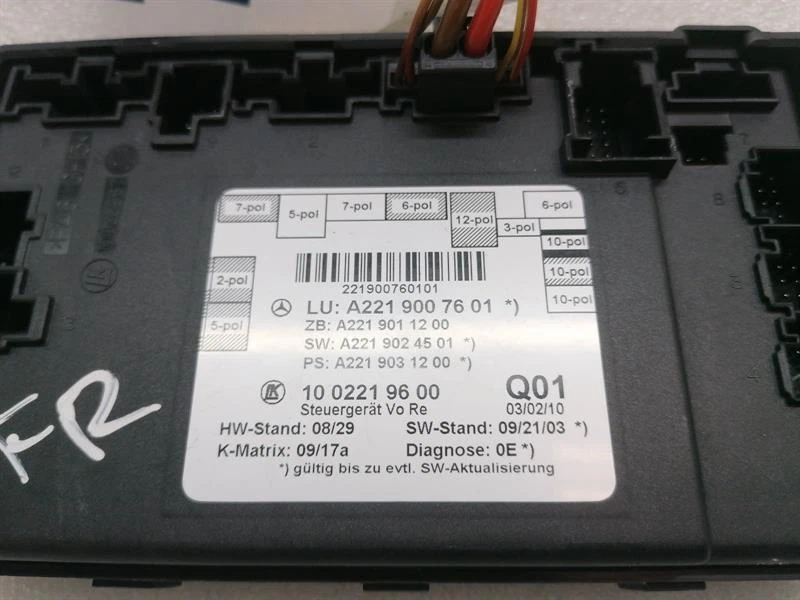 7-pol 5-pol 7-pol 6-pol 12-pol 3-pol 6-pol
10-pol
2-pol 10-pol
5-pol 10-pol
221900760101
LU: A221 900 76 01 *)
ZB: A221 901 12 00
SW: A221 902 45 01 *)
PS: A221 903 12 00 *)
LK 10 0221 96 00 Q01
Steuergerät Vo Re 03/02/10
HW-Stand: 08/29 SW-Stand: 09/21/03 *)
K-Matrix: 09/17a Diagnose: 0E *)
*) gültig bis zu evtl. SW-Aktualisierung
FR